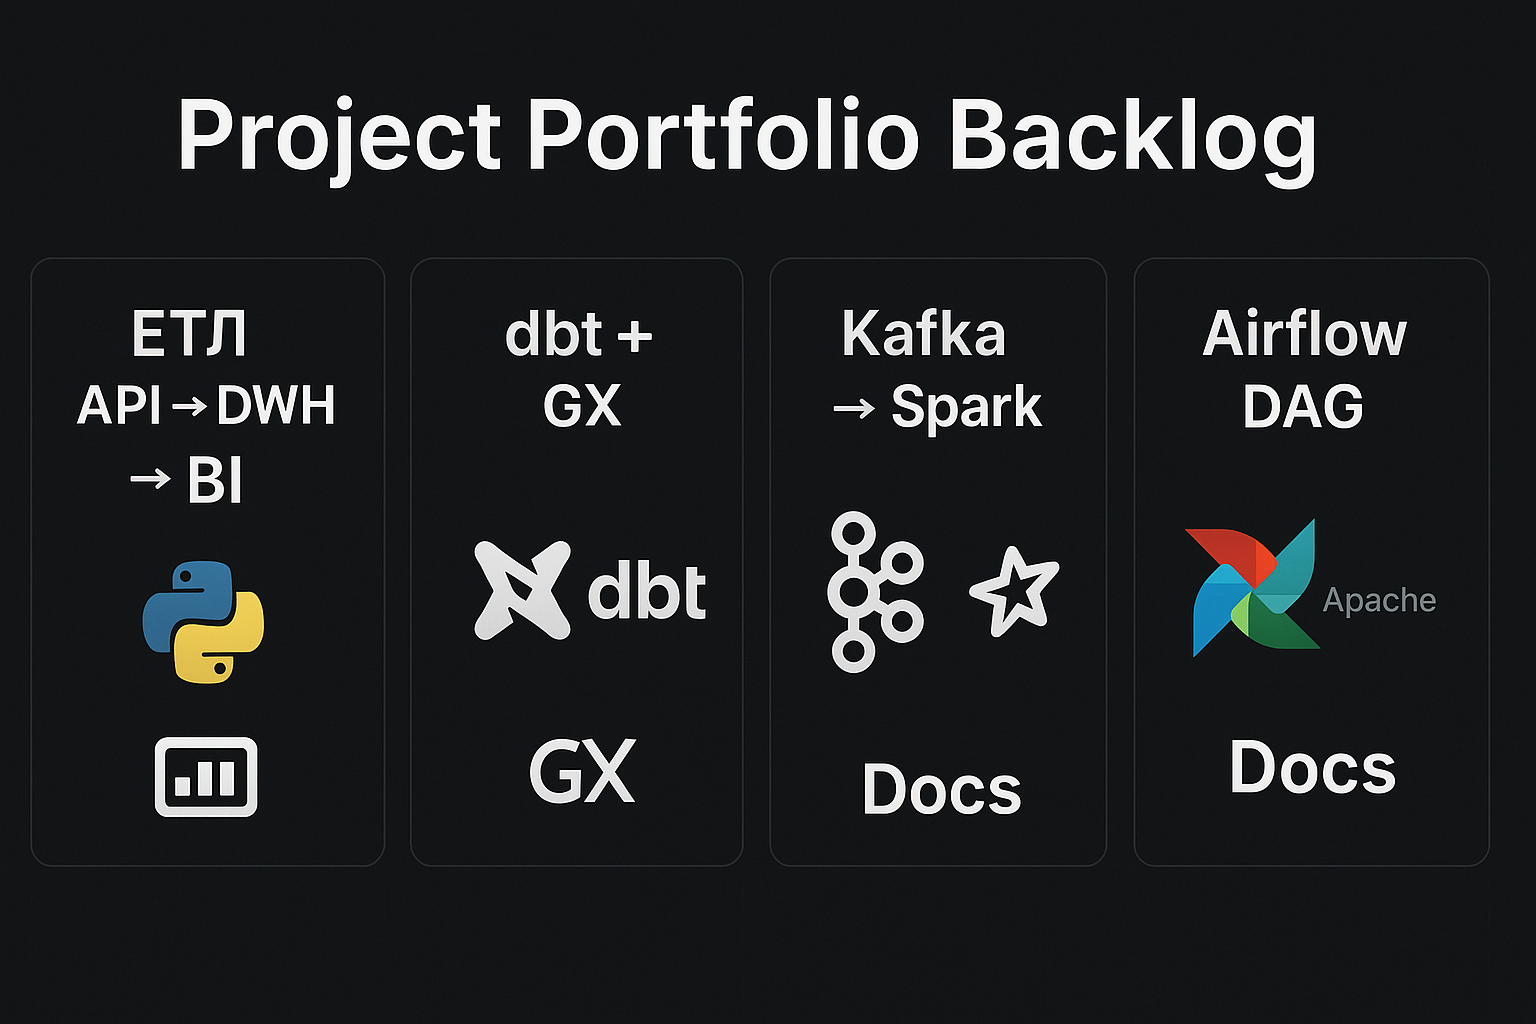 Project Portfolio Backlog
ЕТЛ
API → DWH
→ BI
dbt +
GX
dbt
GX
Kafka
→ Spark
Docs
Airflow
DAG
Apache
Docs